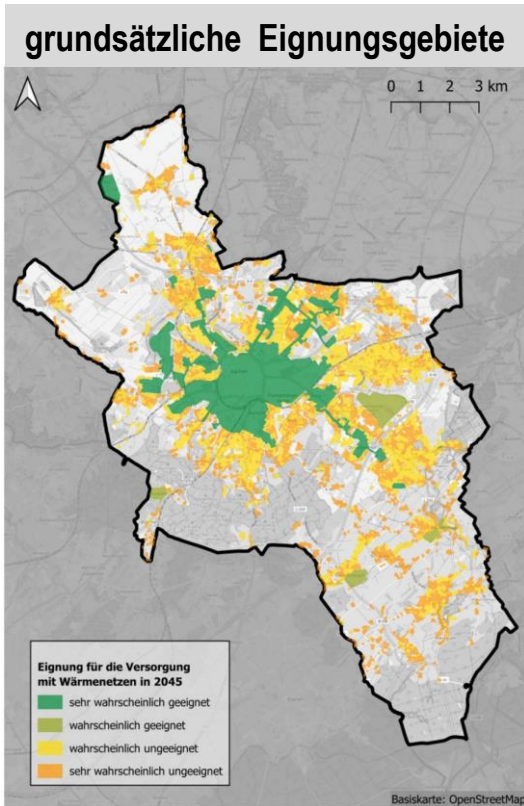 grundsätzliche Eignungsgebiete
0 1 2 3 km
Eignung für die Versorgung
mit Wärmenetzen in 2045
sehr wahrscheinlich geeignet
wahrscheinlich geeignet
wahrscheinlich ungeeignet
sehr wahrscheinlich ungeeignet
Basiskarte: OpenStreetMap